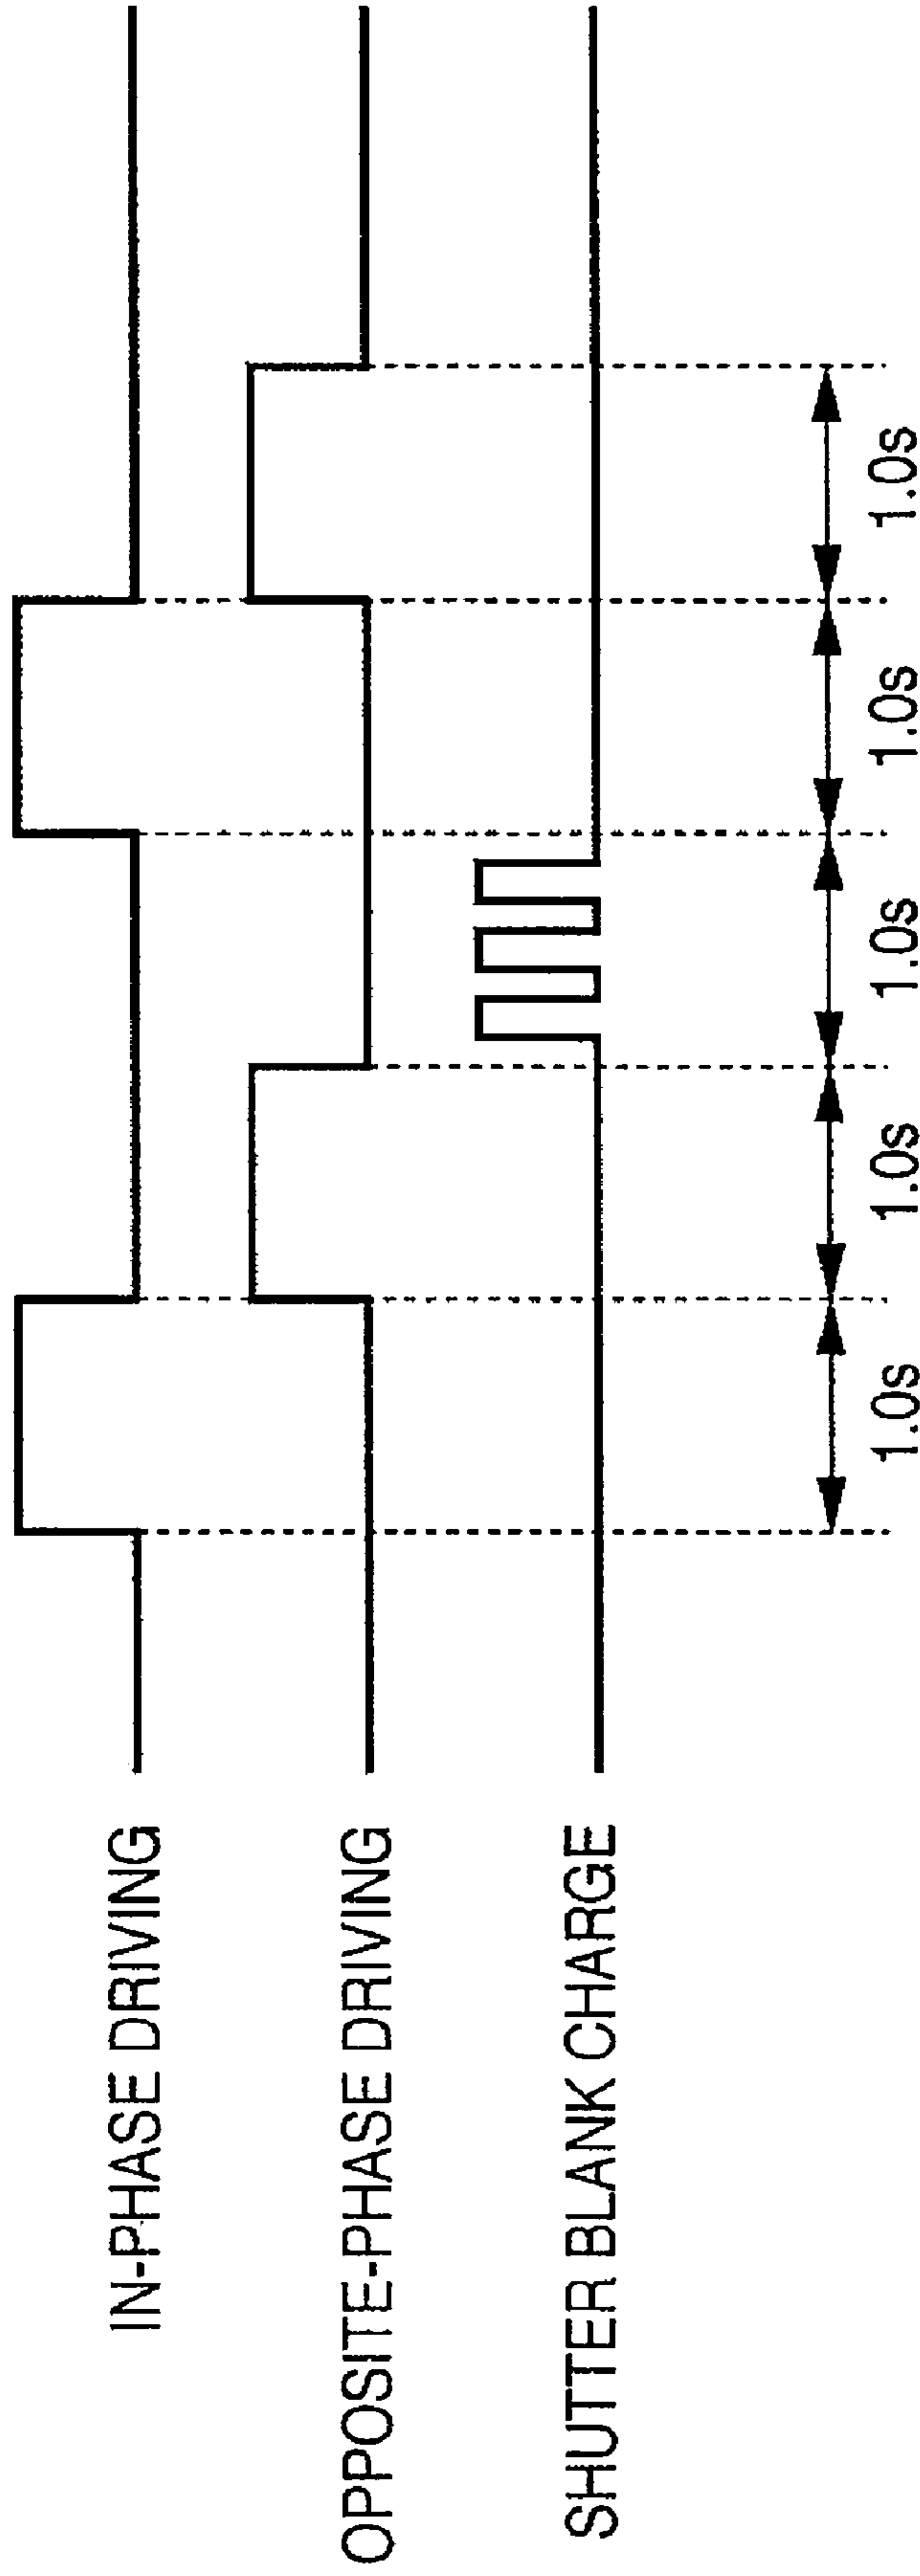 IN-PHASE DRIVING
OPPOSITE-PHASE DRIVING
SHUTTER BLANK CHARGE
1.0s
1.0s
1.0s
1.0s
1.0s